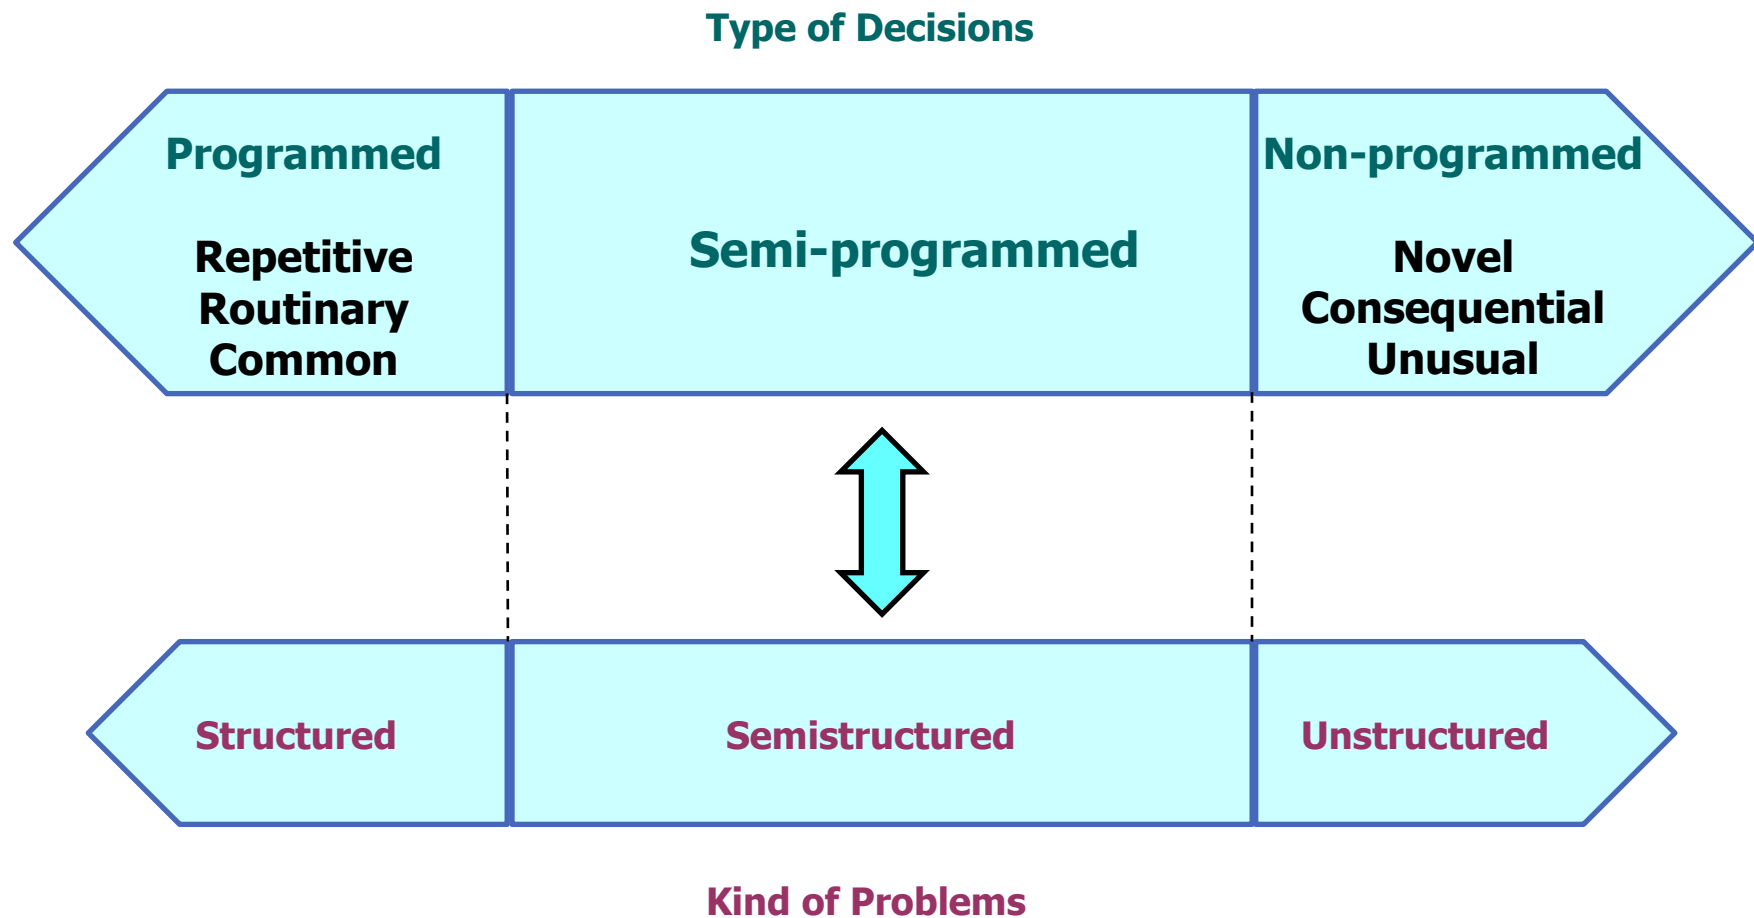 Type of Decisions
Programmed
Repetitive
Routinary
Common
Semi-programmed
Non-programmed
Novel
Consequential
Unusual
Structured
Semistructured
Unstructured
Kind of Problems